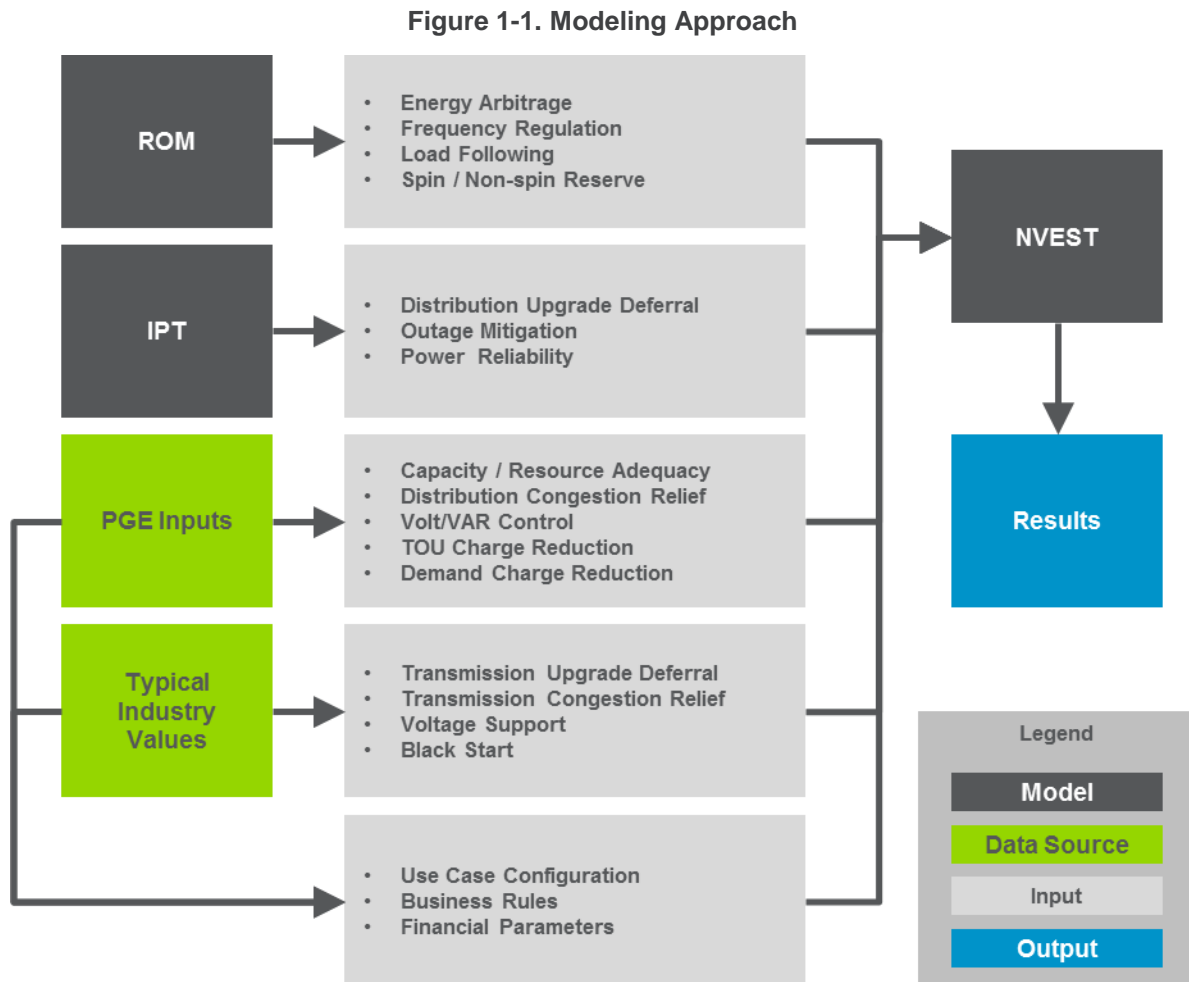 Figure 1-1. Modeling Approach
ROM
• Energy Arbitrage
• Frequency Regulation
• Load Following
• Spin / Non-spin Reserve
NVEST
IPT
• Distribution Upgrade Deferral
• Outage Mitigation
• Power Reliability
PGE Inputs
• Capacity / Resource Adequacy
• Distribution Congestion Relief
• Volt/VAR Control
• TOU Charge Reduction
• Demand Charge Reduction
Results
Typical
Industry
Values
• Transmission Upgrade Deferral
• Transmission Congestion Relief
• Voltage Support
• Black Start
• Use Case Configuration
• Business Rules
• Financial Parameters
Legend
Model
Data Source
Input
Output